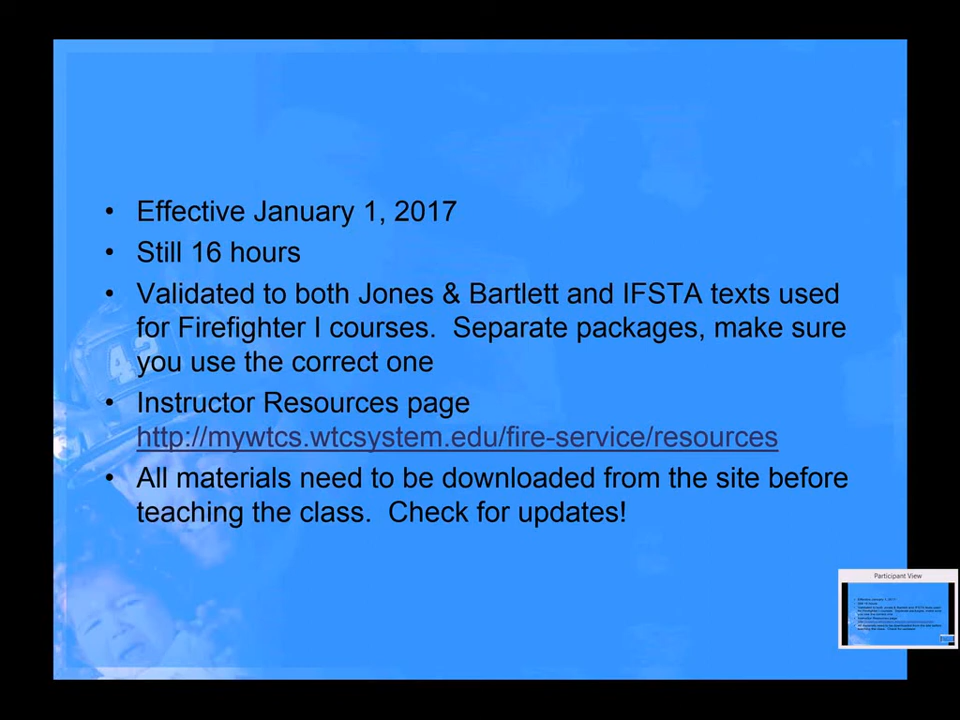 • Effective January 1, 2017
• Still 16 hours
• Validated to both Jones & Bartlett and IFSTA texts used
for Firefighter I courses.  Separate packages, make sure
you use the correct one
• Instructor Resources page
http://mywtcs.wtcsystem.edu/fire-service/resources
• All materials need to be downloaded from the site before
teaching the class.  Check for updates!
42
Participant View